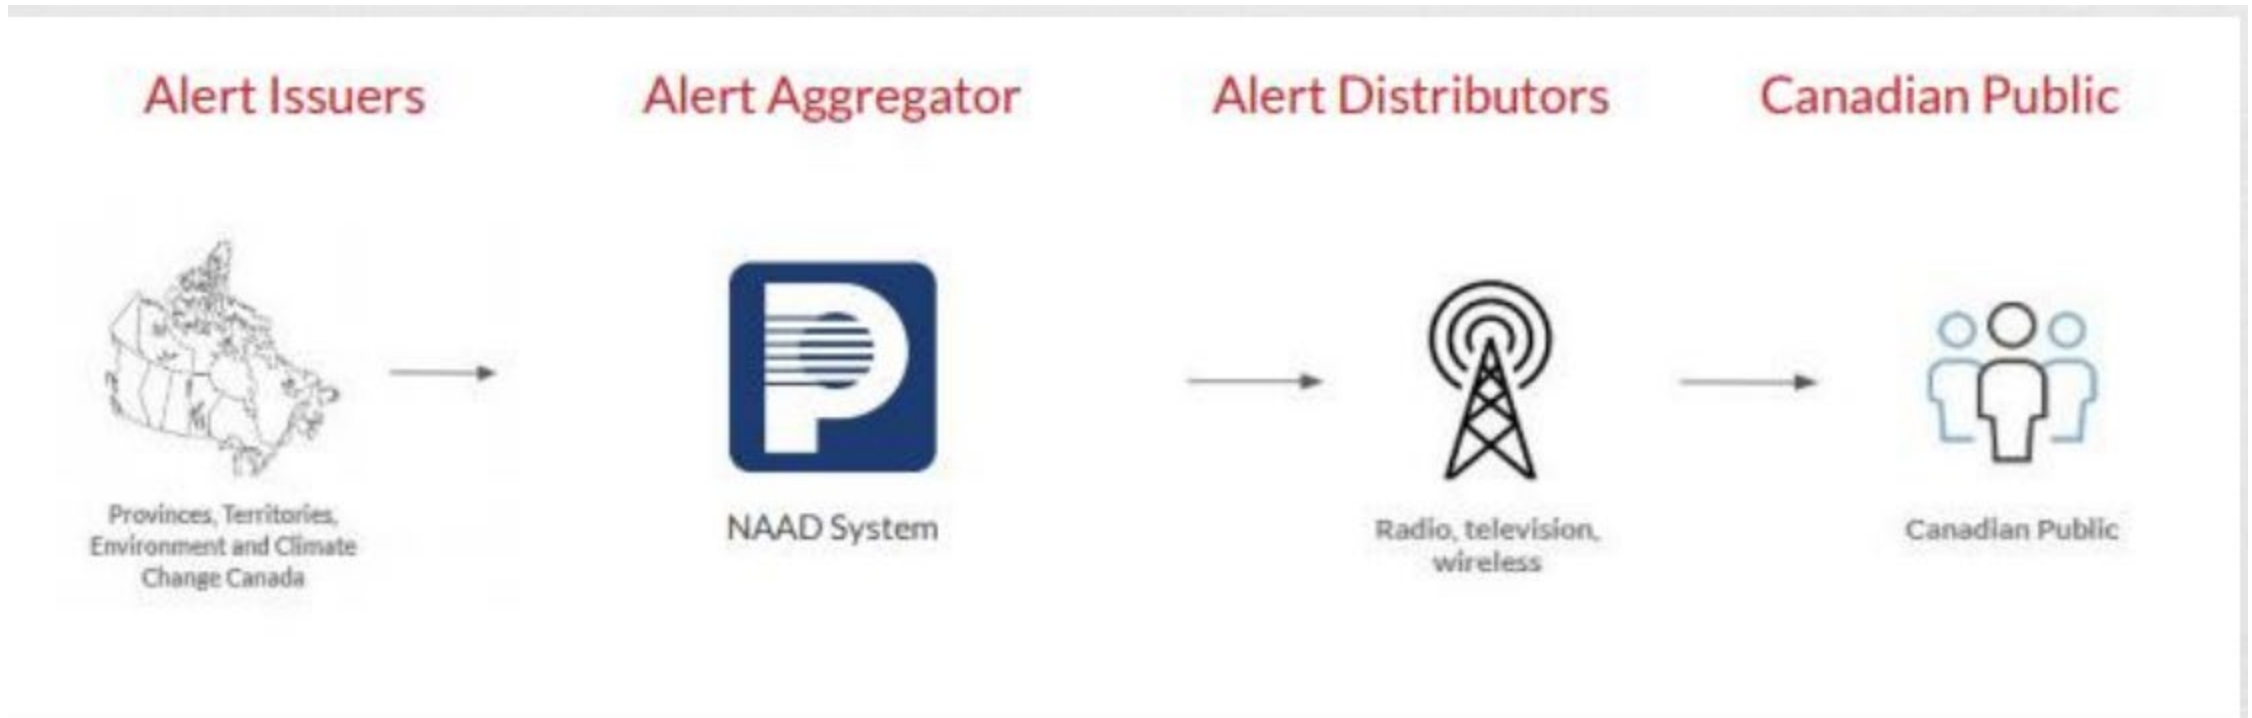 Alert Issuers
Alert Aggregator
Alert Distributors
Canadian Public
Provinces, Territories,
Environment and Climate
Change Canada
NAAD System
Radio, television,
wireless
Canadian Public